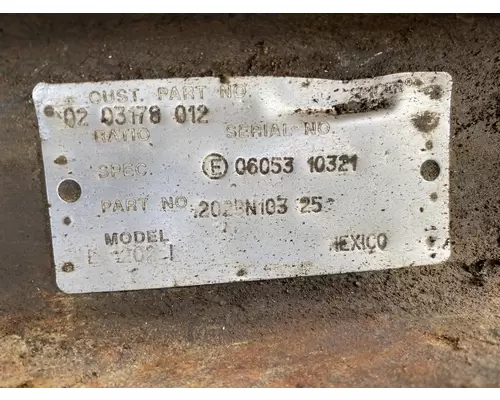 CUST. PART NO.
02 03178 012
RATIO SERIAL NO.
SPEC. E 06053 10321
PART NO.
MODEL
MEXICO